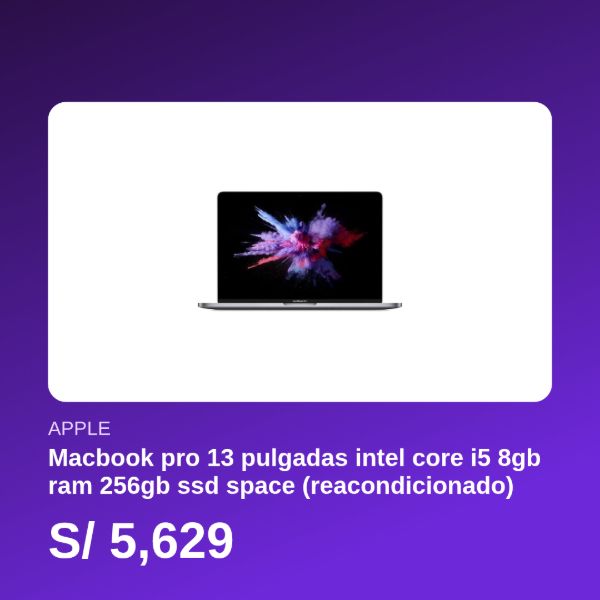 APPLE
Macbook pro 13 pulgadas intel core i5 8gb
ram 256gb ssd space (reacondicionado)
S/ 5,629